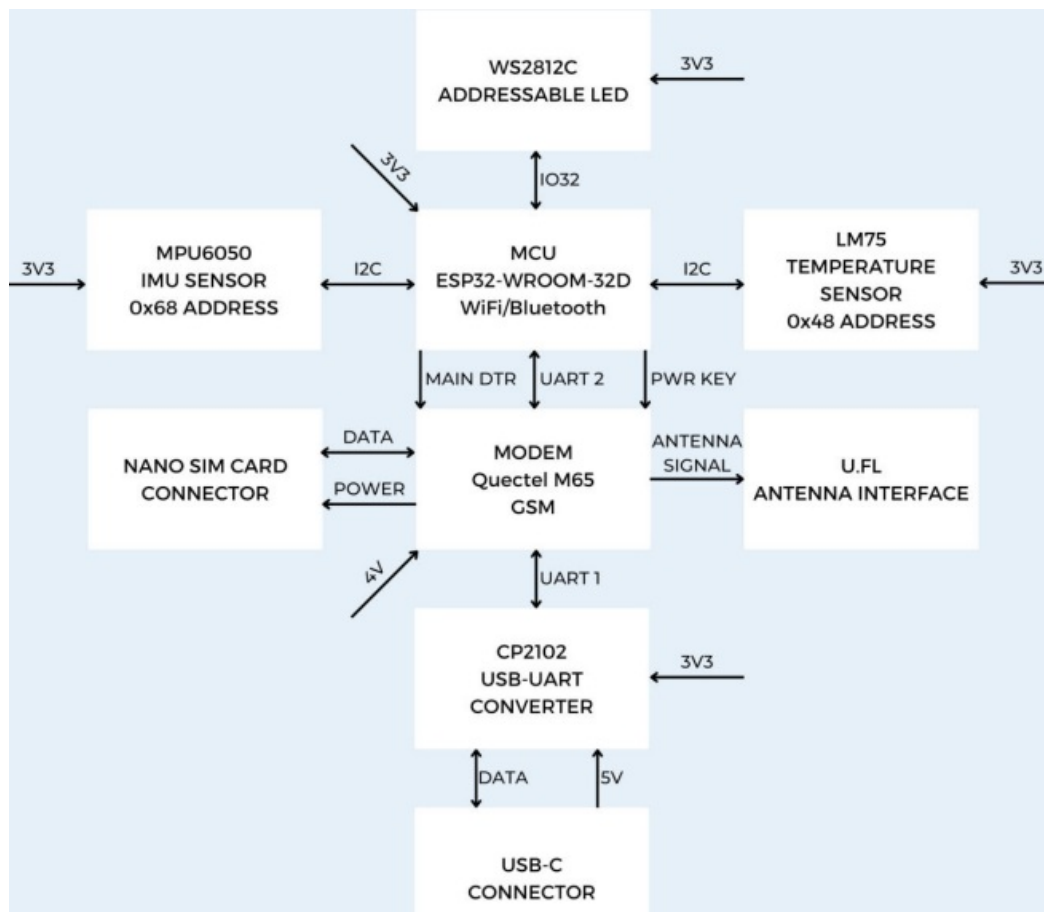 WS2812C
ADDRESSABLE LED
3V3
3V3
IO32
3V3
MPU6050
IMU SENSOR
0x68 ADDRESS
I2C
MCU
ESP32-WROOM-32D
WiFi/Bluetooth
I2C
LM75
TEMPERATURE
SENSOR
0x48 ADDRESS
3V3
MAIN DTR
UART 2
PWR KEY
NANO SIM CARD
CONNECTOR
DATA
POWER
MODEM
Quectel M65
GSM
ANTENNA
SIGNAL
U.FL
ANTENNA INTERFACE
4V
UART 1
CP2102
USB-UART
CONVERTER
3V3
DATA
5V
USB-C
CONNECTOR